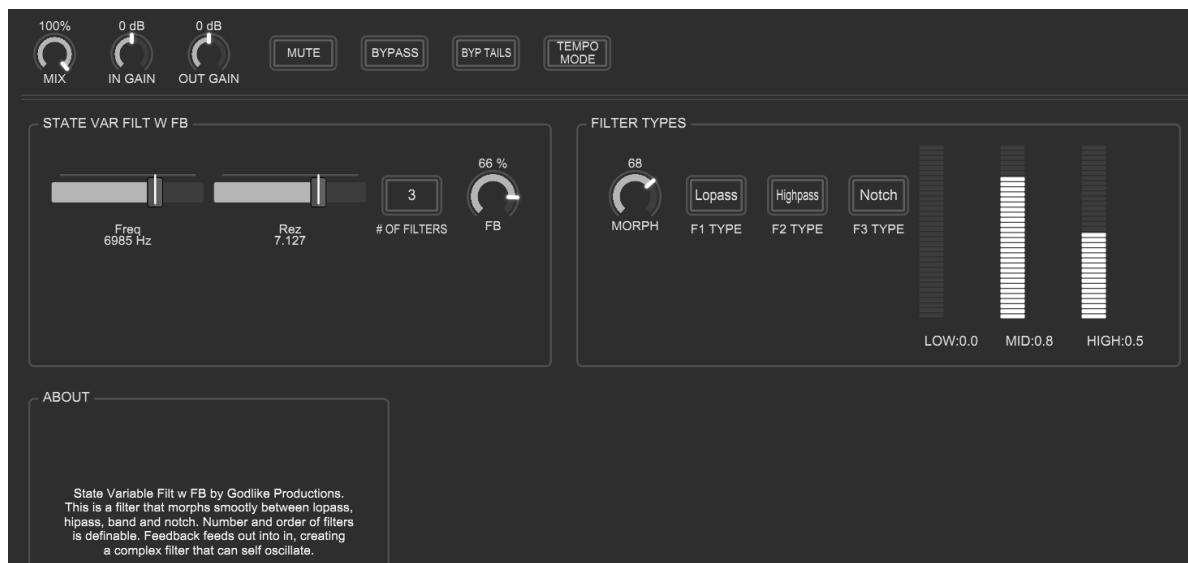 100%
0 dB
0 dB
MIX
IN GAIN
OUT GAIN
MUTE
BYPASS
BYP TAILS
TEMPO
MODE
STATE VAR FILT W FB
Freq
6985 Hz
Rez
7.127
3
# OF FILTERS
66 %
FB
FILTER TYPES
68
MORPH
Lopass
F1 TYPE
Highpass
F2 TYPE
Notch
F3 TYPE
LOW:0.0
MID:0.8
HIGH:0.5
ABOUT
State Variable Filt w FB by Godlike Productions.
This is a filter that morphs smootly between lopass,
hipass, band and notch. Number and order of filters
is definable. Feedback feeds out into in, creating
a complex filter that can self oscillate.